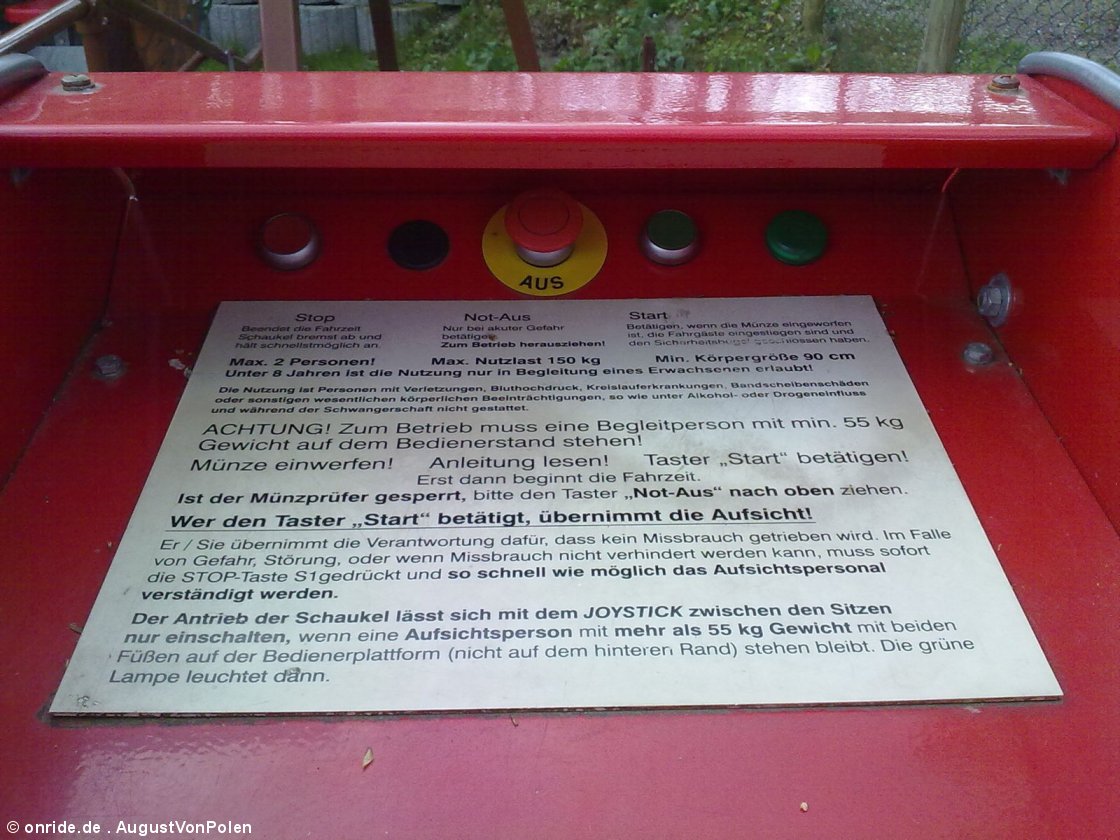 AUS
Stop
Beendet die Fahrzeit
Schaukel bremst ab und
hält schnellstmöglich an.
Not-Aus
Nur bei akuter Gefahr
betätigen
Zum Betrieb herausziehen!
Start
Betätigen, wenn die Münze eingeworfen
ist, die Fahrgäste eingestiegen sind und
den Sicherheitsbügel geschlossen haben.
Max. 2 Personen! Max. Nutzlast 150 kg Min. Körpergröße 90 cm
Unter 8 Jahren ist die Nutzung nur in Begleitung eines Erwachsenen erlaubt!
Die Nutzung ist Personen mit Verletzungen, Bluthochdruck, Kreislauferkrankungen, Bandscheibenschäden
oder sonstigen wesentlichen körperlichen Beeinträchtigungen, so wie unter Alkohol- oder Drogeneinfluss
und während der Schwangerschaft nicht gestattet.
ACHTUNG! Zum Betrieb muss eine Begleitperson mit min. 55 kg
Gewicht auf dem Bedienerstand stehen!
Münze einwerfen! Anleitung lesen! Taster „Start“ betätigen!
Erst dann beginnt die Fahrzeit.
Ist der Münzprüfer gesperrt, bitte den Taster „Not-Aus“ nach oben ziehen.
Wer den Taster „Start“ betätigt, übernimmt die Aufsicht!
Er / Sie übernimmt die Verantwortung dafür, dass kein Missbrauch getrieben wird. Im Falle
von Gefahr, Störung, oder wenn Missbrauch nicht verhindert werden kann, muss sofort
die STOP-Taste S1gedrückt und so schnell wie möglich das Aufsichtspersonal
verständigt werden.
Der Antrieb der Schaukel lässt sich mit dem JOYSTICK zwischen den Sitzen
nur einschalten, wenn eine Aufsichtsperson mit mehr als 55 kg Gewicht mit beiden
Füßen auf der Bedienerplattform (nicht auf dem hinteren Rand) stehen bleibt. Die grüne
Lampe leuchtet dann.
© onride.de . AugustVonPolen